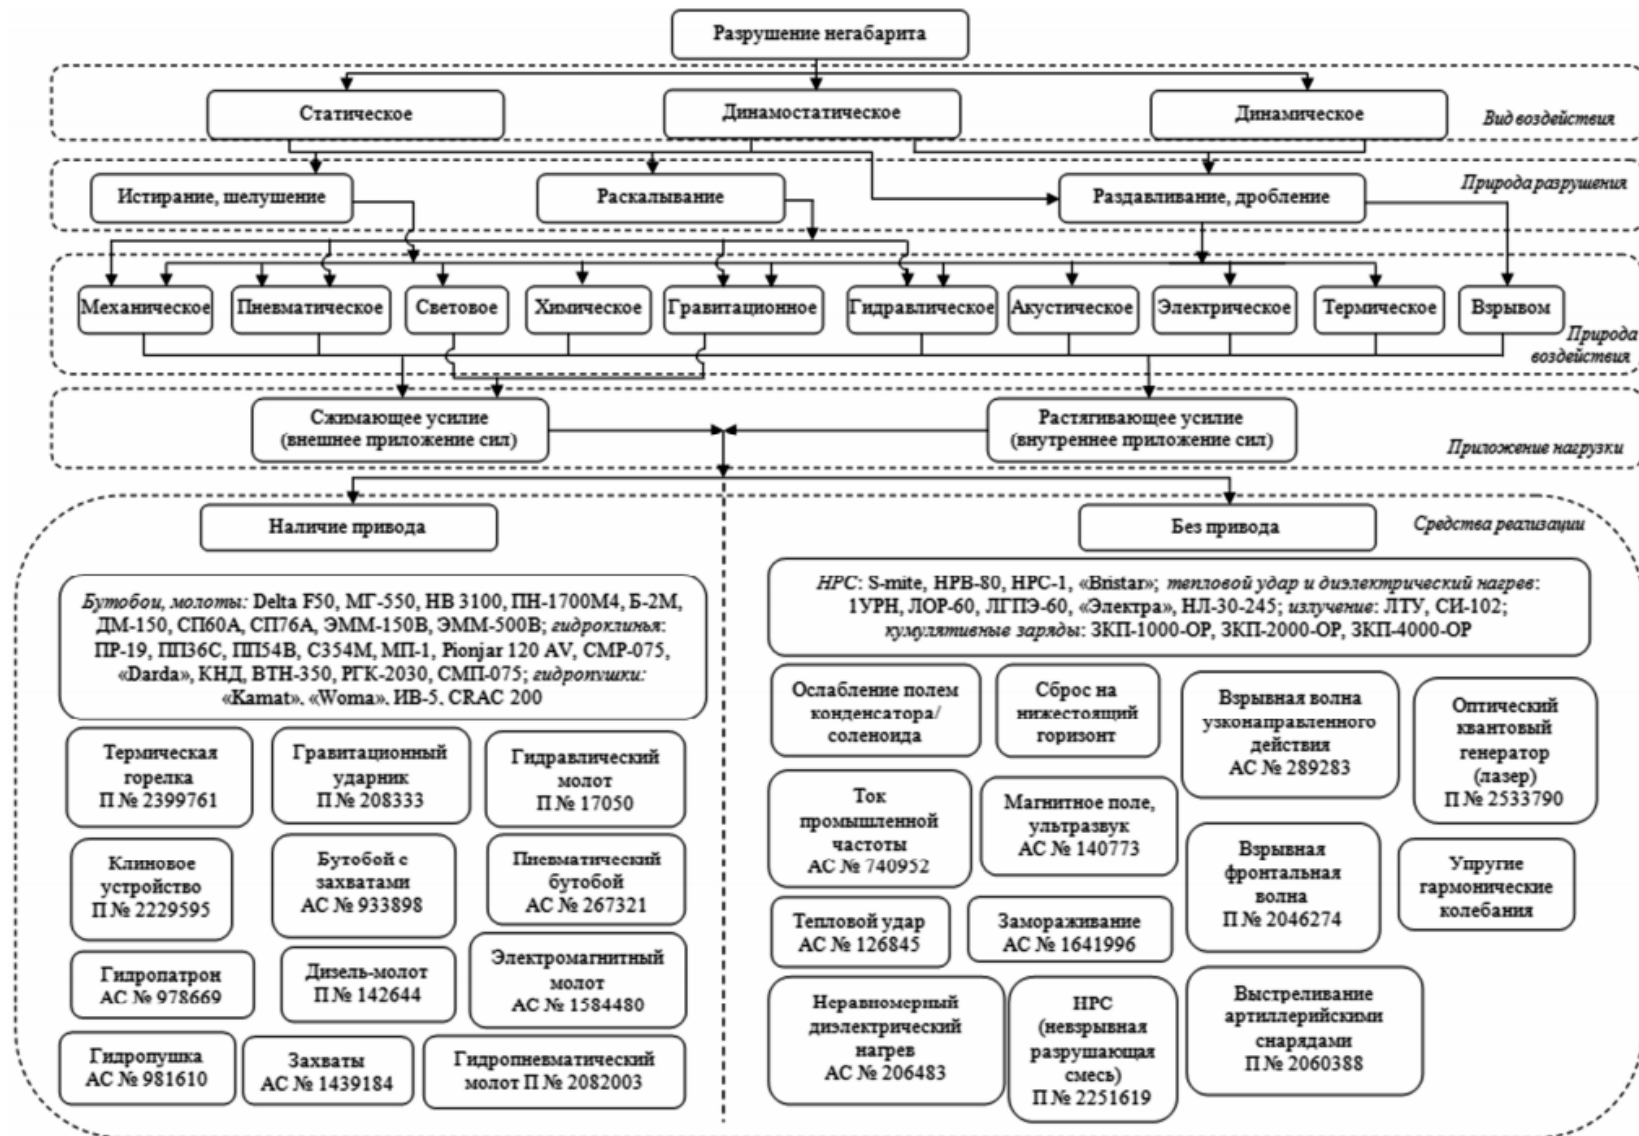 Разрушение негабарита
Статическое
Динамостатическое
Динамическое
Вид воздействия
Истирание, шелушение
Раскалывание
Раздавливание, дробление
Природа разрушения
Механическое
Пневматическое
Световое
Химическое
Гравитационное
Гидравлическое
Акустическое
Электрическое
Термическое
Взрывом
Природа
воздействия
Сжимающее усилие
(внешнее приложение сил)
Растягивающее усилие
(внутреннее приложение сил)
Приложение нагрузки
Наличие привода
Без привода
Средства реализации
Бутобои, молоты: Delta F50, МГ-550, НВ 3100, ПН-1700М4, Б-2М,
ДМ-150, СП60А, СП76А, ЭММ-150В, ЭММ-500В; гидроклинья:
ПР-19, ПП36С, ПП54В, С354М, МП-1, Pionjar 120 AV, СМР-075,
«Darda», КНД, ВТН-350, РГК-2030, СМП-075; гидропушки:
«Kamat», «Woma», ИВ-5, CRAC 200
Термическая
горелка
П № 2399761
Гравитационный
ударник
П № 208333
Гидравлический
молот
П № 17050
Клиновое
устройство
П № 2229595
Бутобой с
захватами
АС № 933898
Пневматический
бутобой
АС № 267321
Гидропатрон
АС № 978669
Дизель-молот
П № 142644
Электромагнитный
молот
АС № 1584480
Гидропушка
АС № 981610
Захваты
АС № 1439184
Гидропневматический
молот П № 2082003
НРС: S-mite, НРВ-80, НРС-1, «Bristar»; тепловой удар и диэлектрический нагрев:
1УРН, ЛОР-60, ЛГПЭ-60, «Электра», НЛ-30-245; излучение: ЛТУ, СИ-102;
кумулятивные заряды: ЗКП-1000-ОР, ЗКП-2000-ОР, ЗКП-4000-ОР
Ослабление полем
конденсатора/
соленоида
Сброс на
нижестоящий
горизонт
Взрывная волна
узконаправленного
действия
АС № 289283
Оптический
квантовый
генератор
(лазер)
П № 2533790
Ток
промышленной
частоты
АС № 740952
Магнитное поле,
ультразвук
АС № 140773
Взрывная
фронтальная
волна
П № 2046274
Упругие
гармонические
колебания
Тепловой удар
АС № 126845
Замораживание
АС № 1641996
Неравномерный
диэлектрический
нагрев
АС № 206483
НРС
(невзрывная
разрушающая
смесь)
П № 2251619
Выстреливание
артиллерийскими
снарядами
П № 2060388